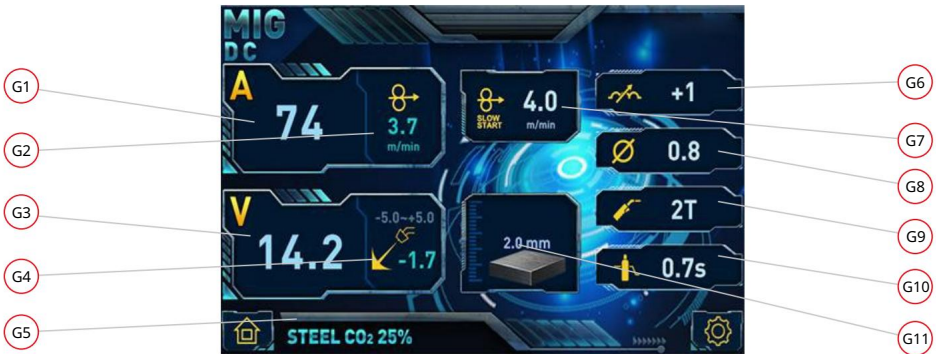 MIG
DC
G1
A
74
3.7
m/min
G2
SLOW
START
4.0
m/min
+1
G6
G7
0.8
G8
G3
V
14.2
-5.0~+5.0
-1.7
G4
2.0 mm
2T
G9
0.7s
G10
G5
STEEL CO₂ 25%
G11